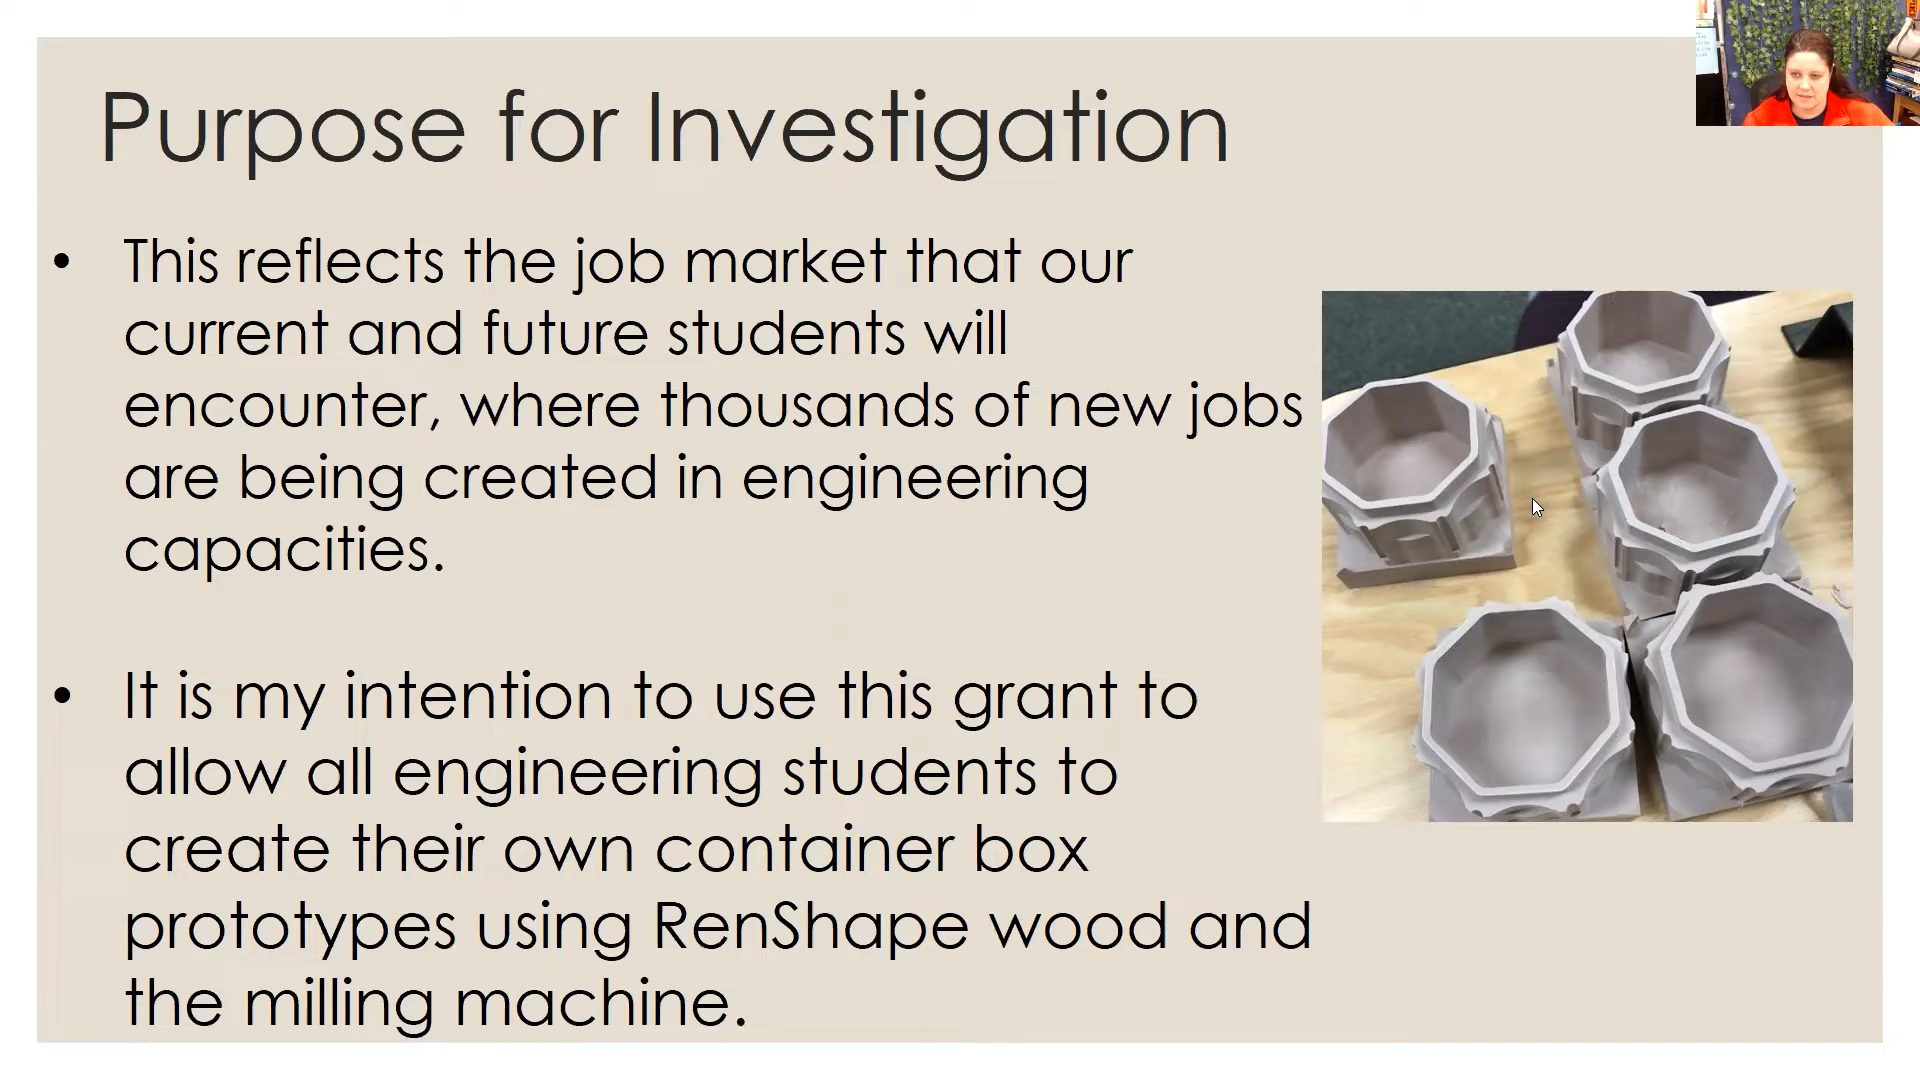 Purpose for Investigation
• This reflects the job market that our
current and future students will
encounter, where thousands of new jobs
are being created in engineering
capacities.
• It is my intention to use this grant to
allow all engineering students to
create their own container box
prototypes using RenShape wood and
the milling machine.